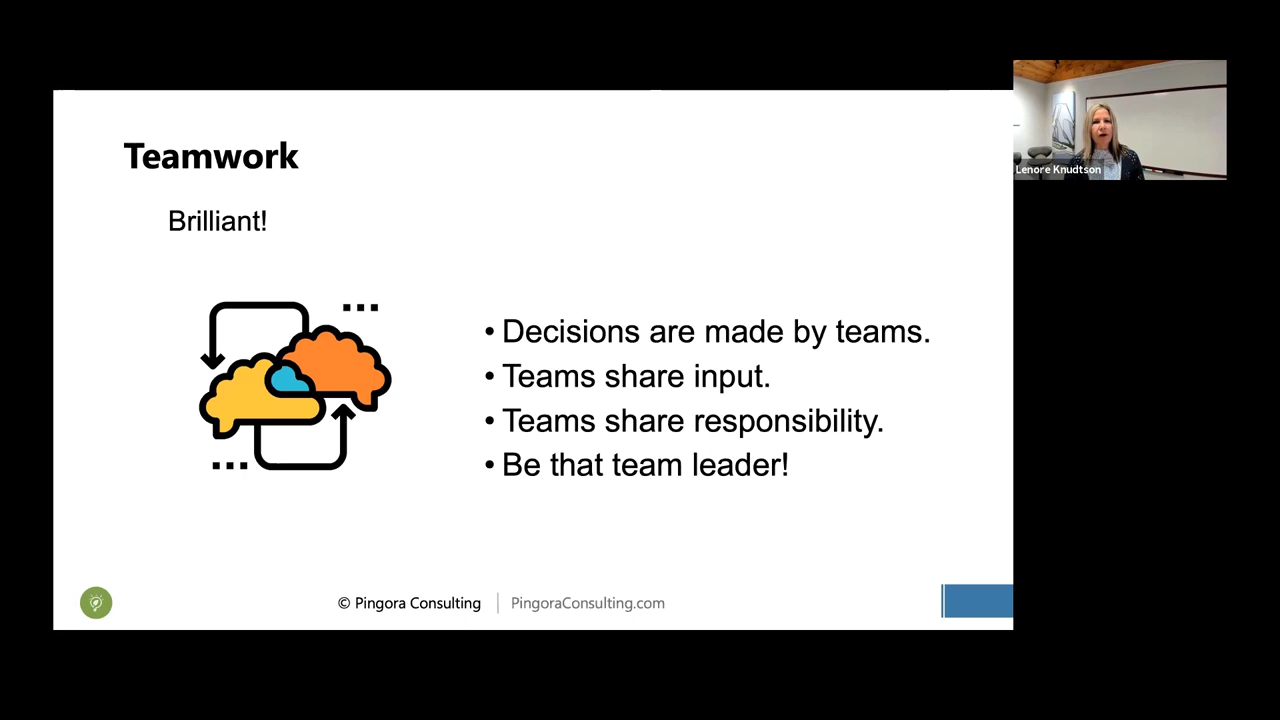 Teamwork
Brilliant!
• Decisions are made by teams.
• Teams share input.
• Teams share responsibility.
• Be that team leader!
© Pingora Consulting | PingoraConsulting.com
Lenore Knudtson